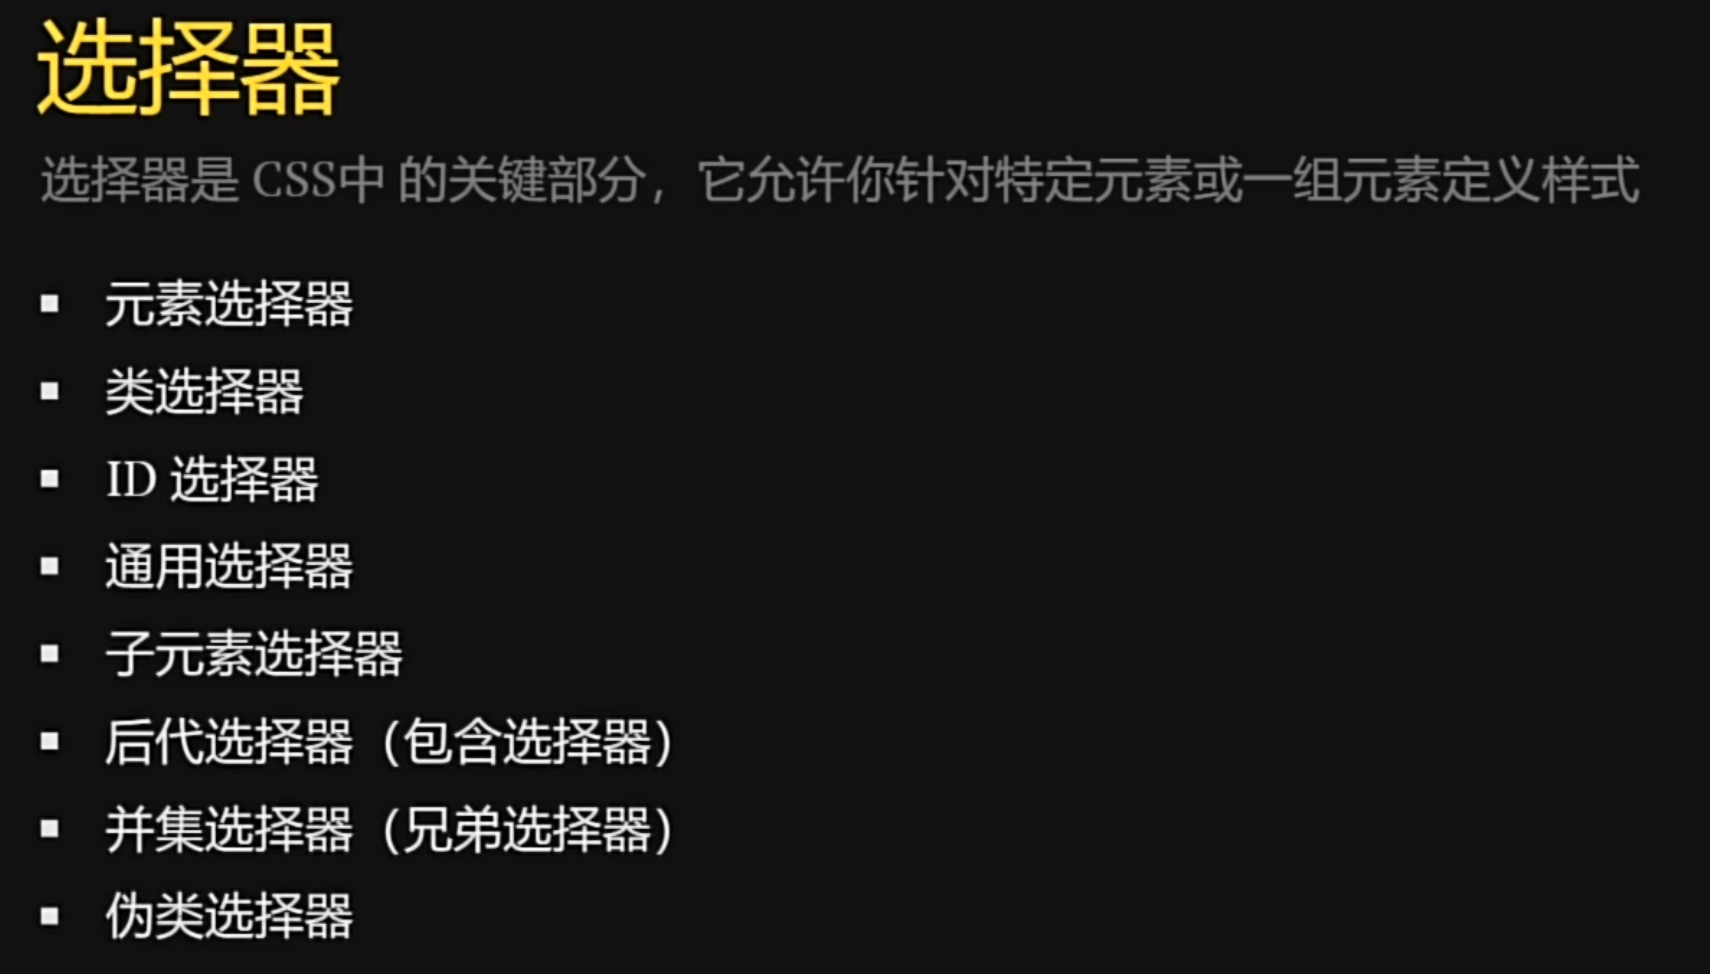 选择器
选择器是 CSS中 的关键部分，它允许你针对特定元素或一组元素定义样式
▪ 元素选择器
▪ 类选择器
▪ ID 选择器
▪ 通用选择器
▪ 子元素选择器
▪ 后代选择器（包含选择器）
▪ 并集选择器（兄弟选择器）
▪ 伪类选择器